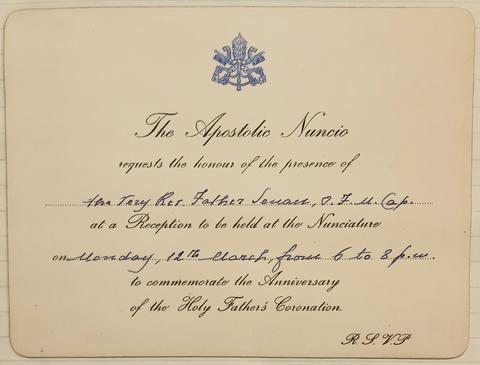 The Apostolic Nuncio
requests the honour of the presence of
the Very Rev. Father Senan, O.F.M. Cap.
at a Reception to be held at the Nunciature
on Monday, 12th March, from 6 to 8 p.m.
to commemorate the Anniversary
of the Holy Father's Coronation.
R.S.V.P